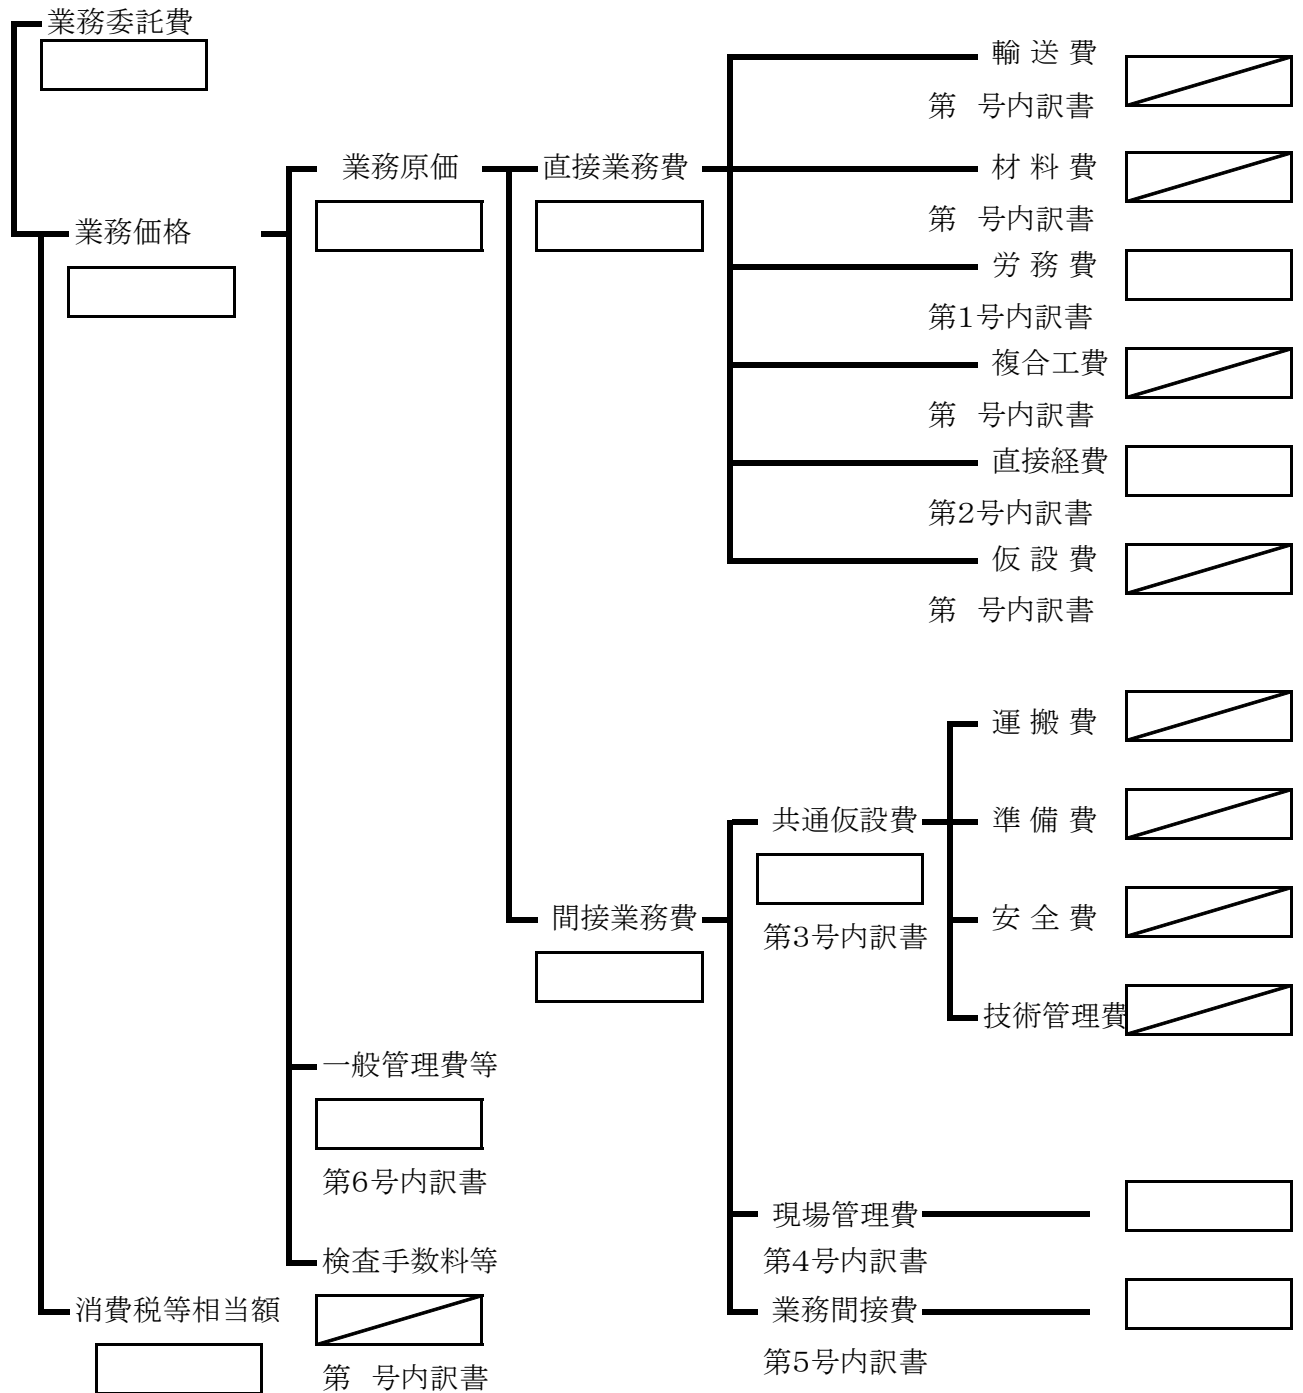 業務委託費
輸 送 費
第　号内訳書
業務原価
直接業務費
材 料 費
第　号内訳書
業務価格
労 務 費
第1号内訳書
複合工費
第　号内訳書
直接経費
第2号内訳書
仮 設 費
第　号内訳書
運 搬 費
共通仮設費
準 備 費
間接業務費
安 全 費
第3号内訳書
技術管理費
一般管理費等
第6号内訳書
現場管理費
第4号内訳書
検査手数料等
消費税等相当額
業務間接費
第5号内訳書
第　号内訳書